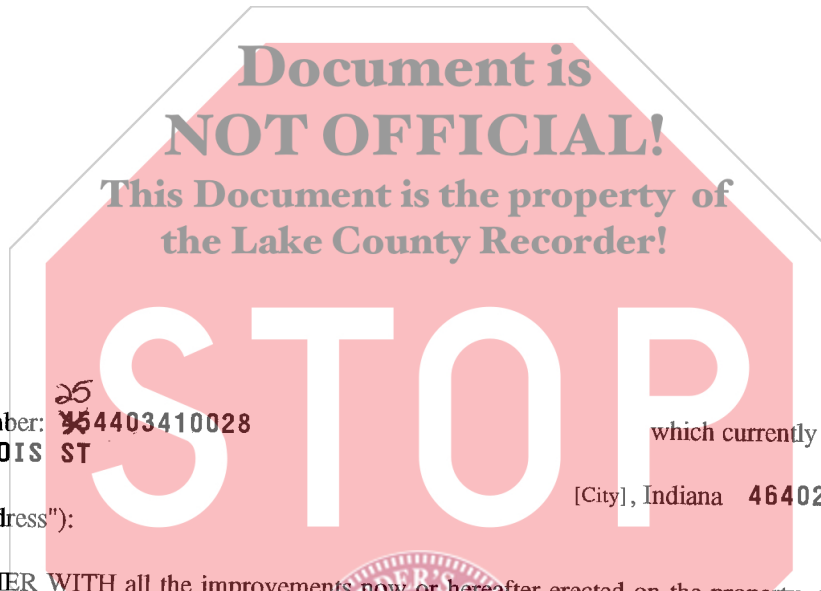 Document is
NOT OFFICIAL!
This Document is the property of
the Lake County Recorder!
STOP
25
ber: 454403410028
which currently
OIS ST
[City], Indiana 46402
dress"):
ER WITH all the improvements now or hereafter erected on the property
DER'S